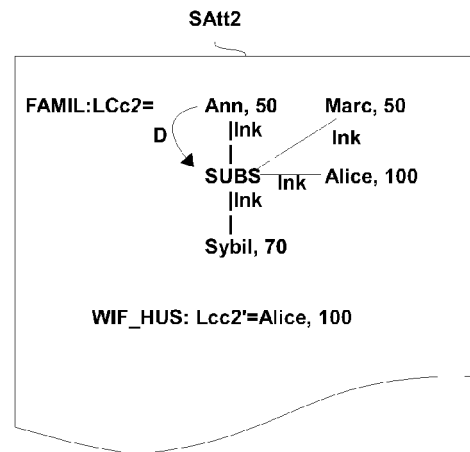 SAtt2
FAMIL:LCc2= Ann, 50 Marc, 50
D |lnk lnk
SUBS lnk Alice, 100
|lnk
Sybil, 70
WIF_HUS: Lcc2'=Alice, 100